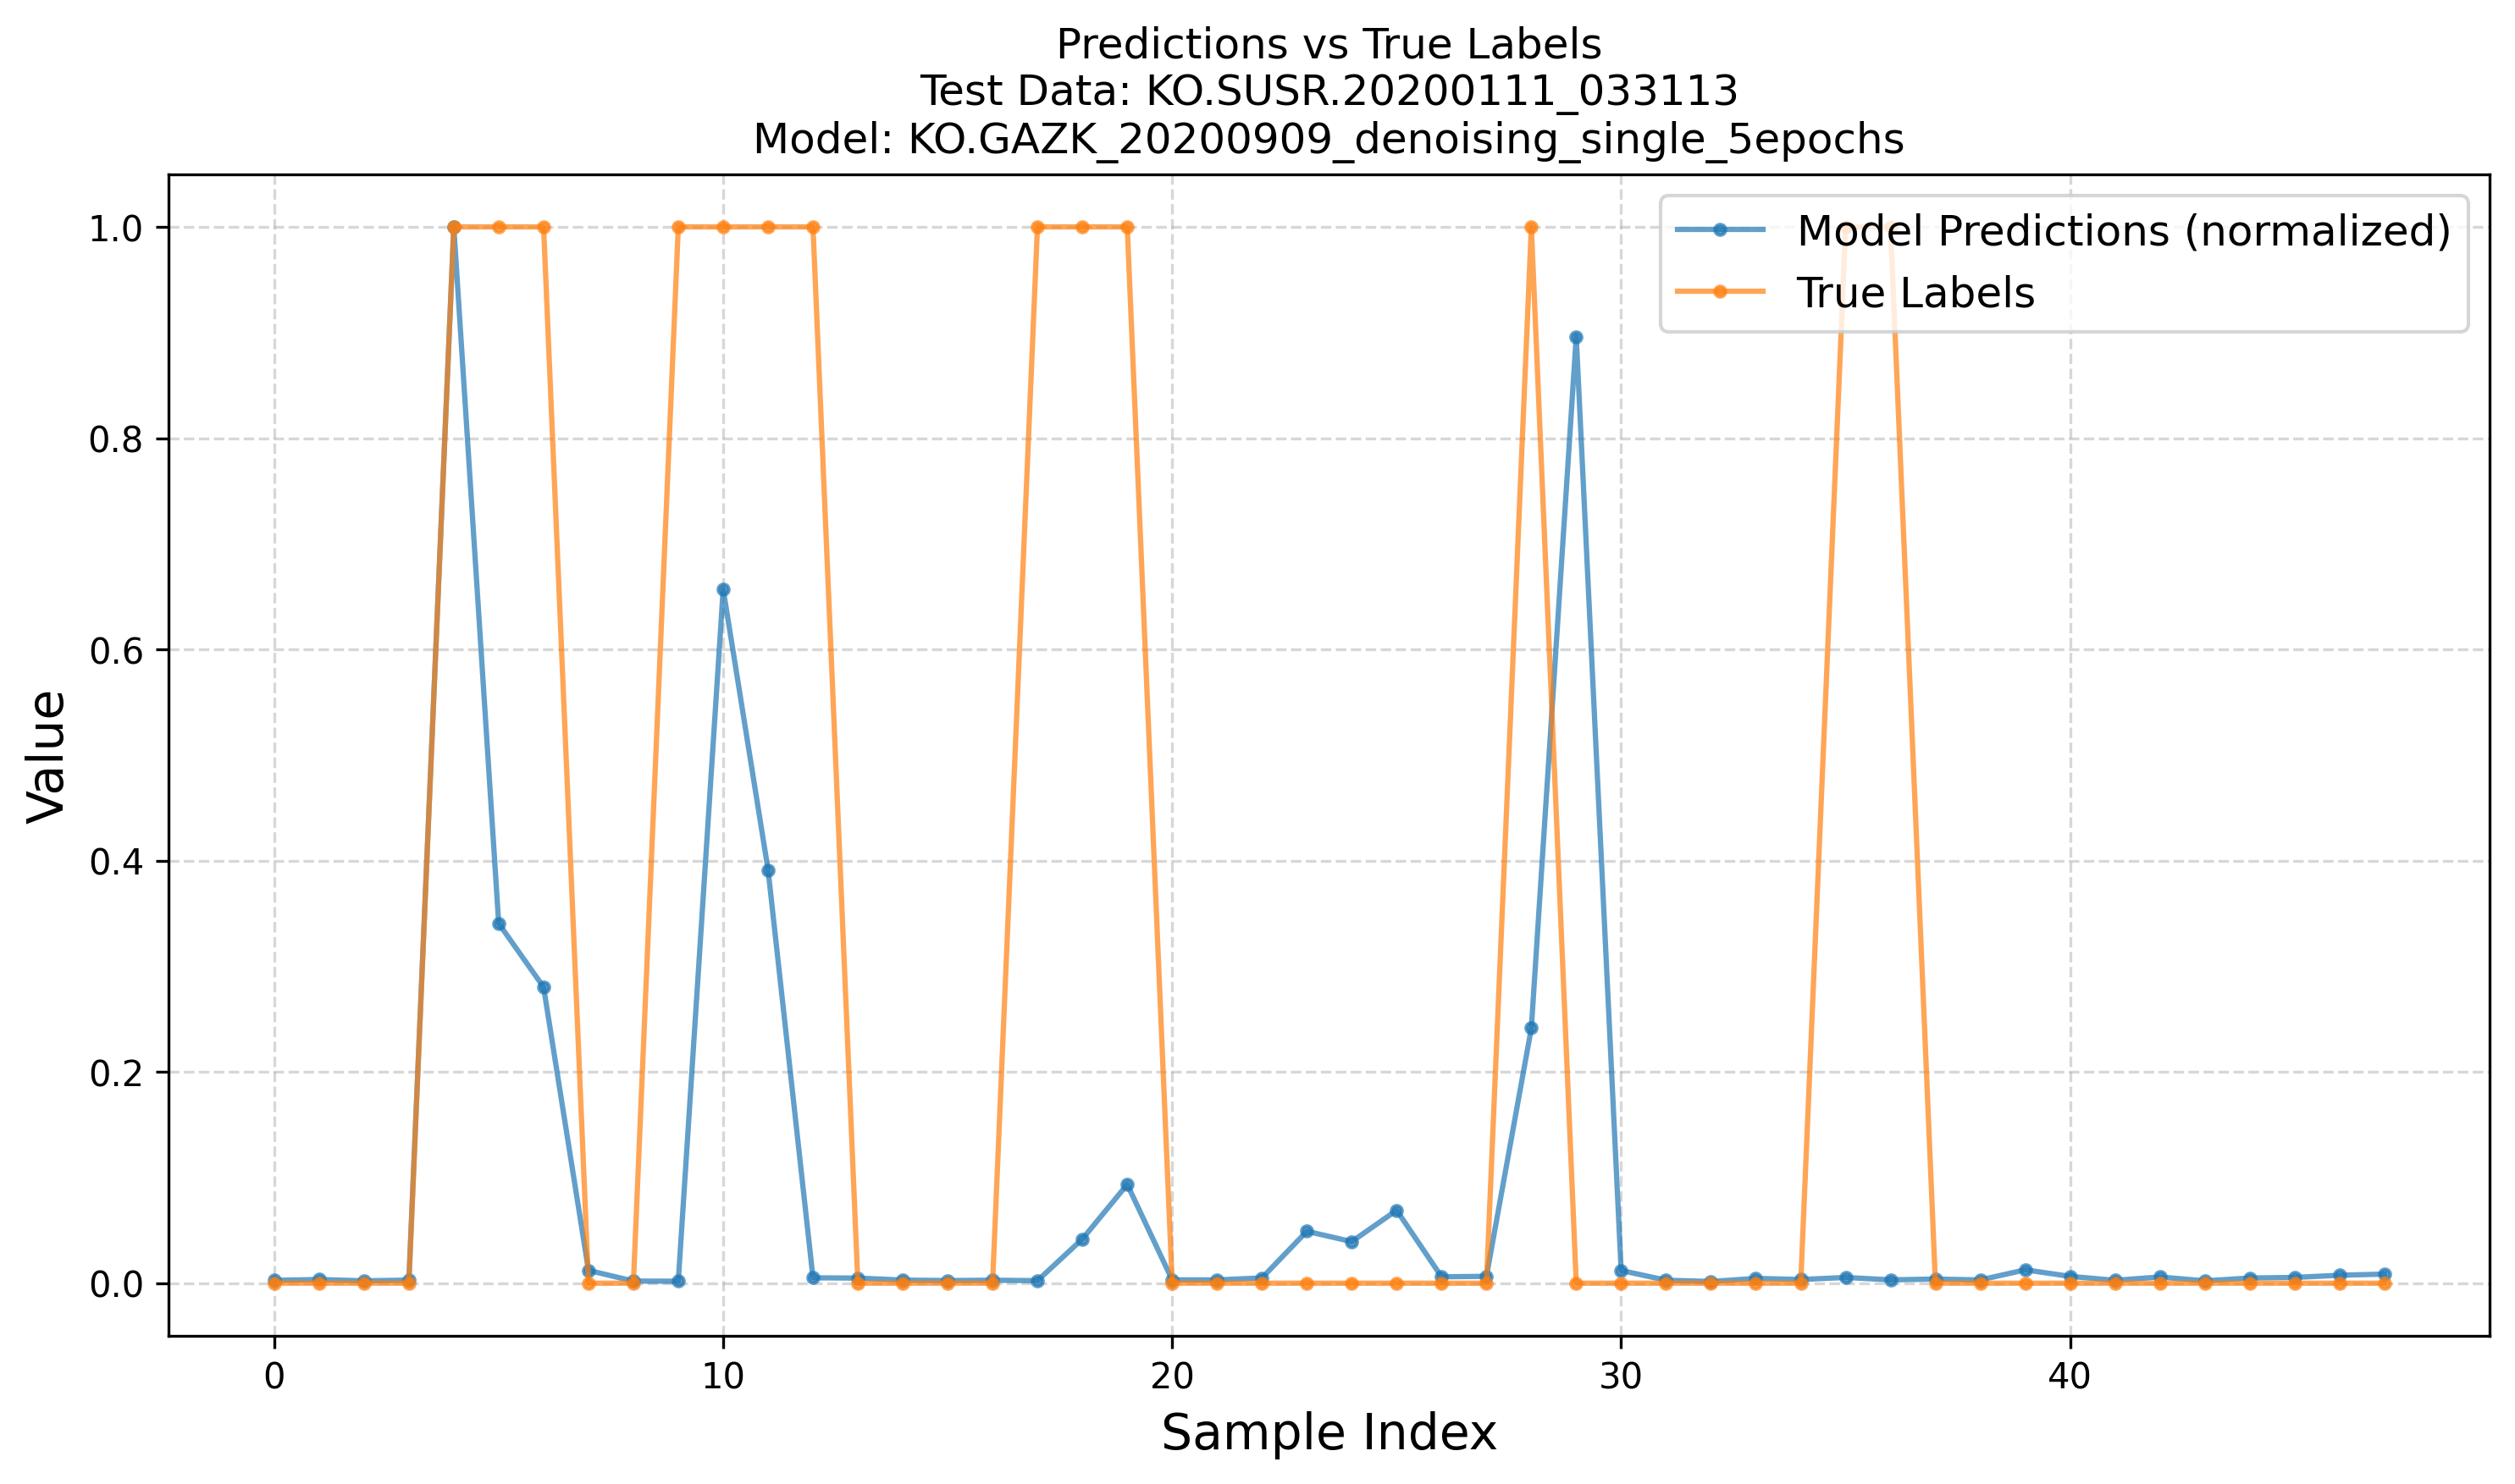 Predictions vs True Labels
Test Data: KO.SUSR.20200111_033113
Model: KO.GAZK_20200909_denoising_single_5epochs
Model Predictions (normalized)
True Labels
1.0
0.8
0.6
0.4
0.2
0.0
Value
0 10 20 30 40
Sample Index